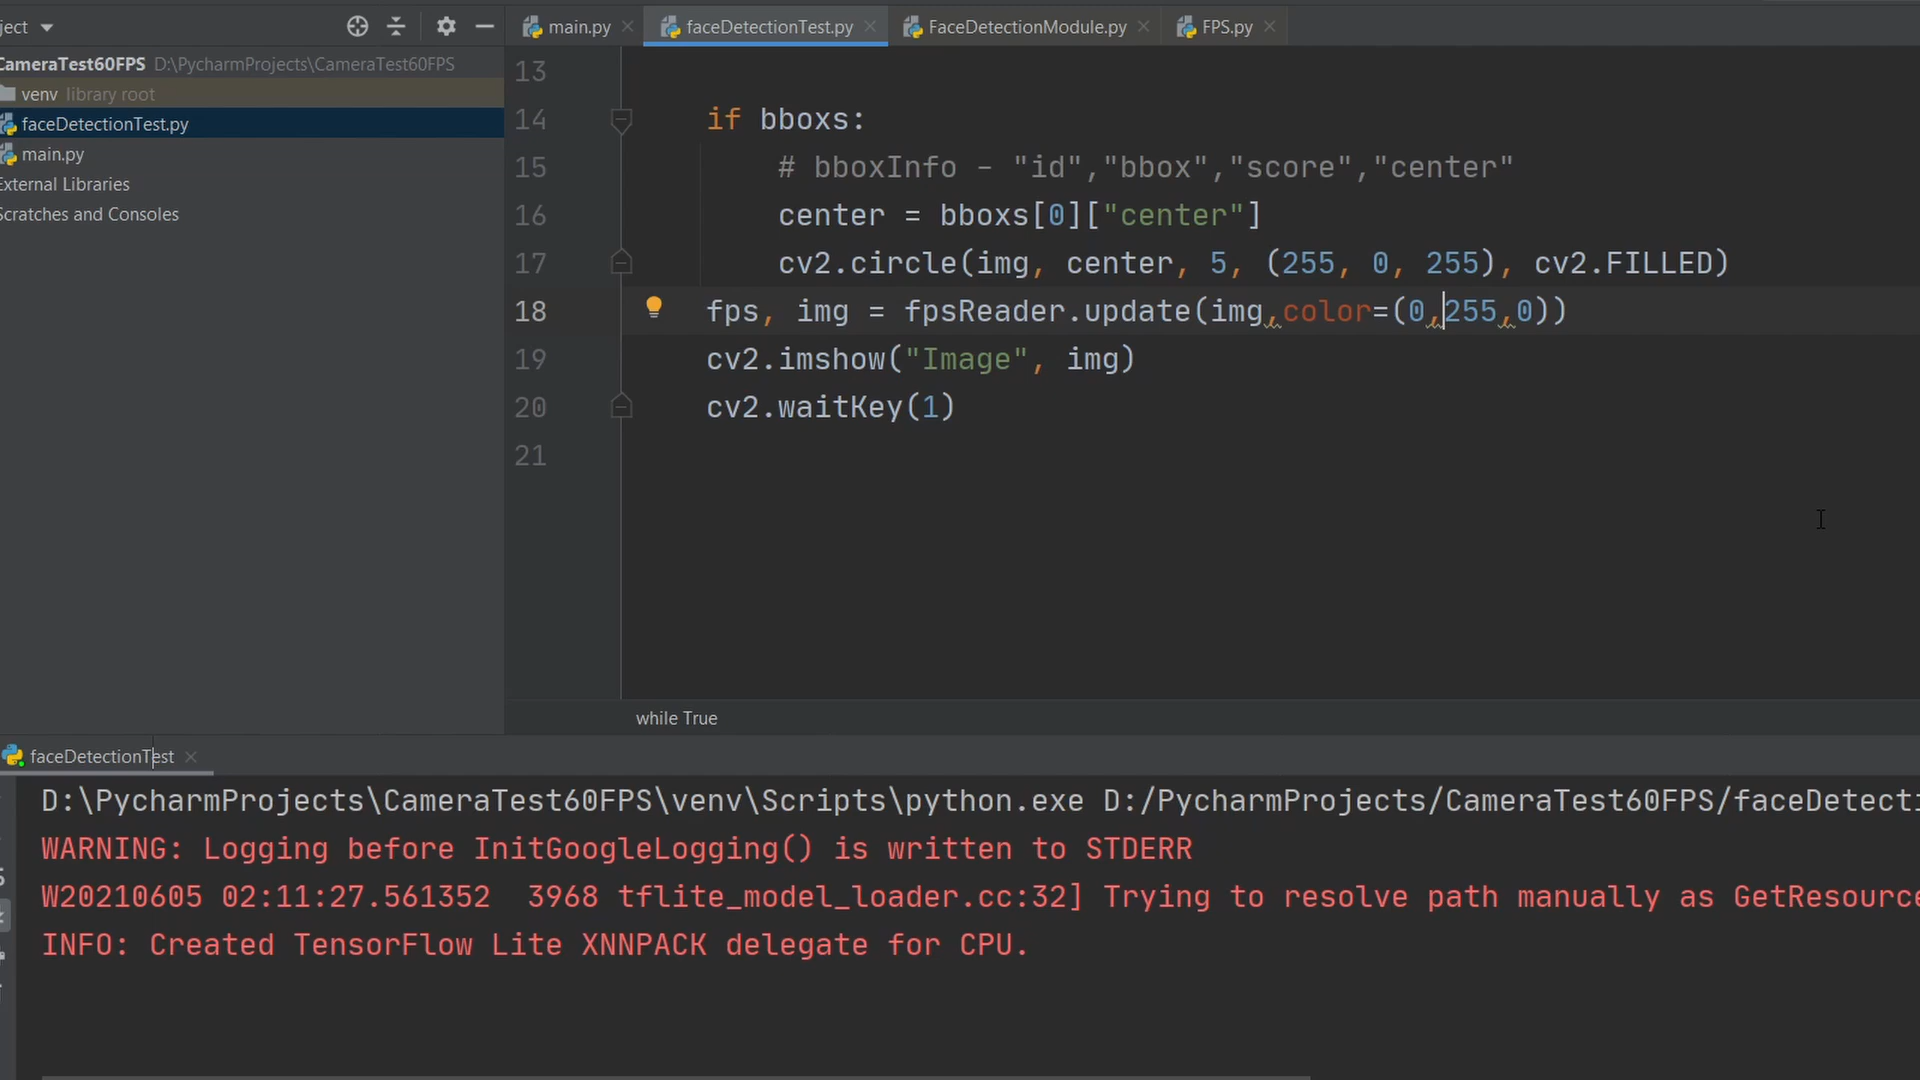 ject
main.py
faceDetectionTest.py
FaceDetectionModule.py
FPS.py
CameraTest60FPS D:\PycharmProjects\CameraTest60FPS
venv library root
faceDetectionTest.py
main.py
External Libraries
Scratches and Consoles
13
14 if bboxs:
15 # bboxInfo - "id","bbox","score","center"
16 center = bboxs[0]["center"]
17 cv2.circle(img, center, 5, (255, 0, 255), cv2.FILLED)
18 fps, img = fpsReader.update(img,color=(0,255,0))
19 cv2.imshow("Image", img)
20 cv2.waitKey(1)
21
while True
faceDetectionTest
D:\PycharmProjects\CameraTest60FPS\venv\Scripts\python.exe D:/PycharmProjects/CameraTest60FPS/faceDetecti
WARNING: Logging before InitGoogleLogging() is written to STDERR
W20210605 02:11:27.561352  3968 tflite_model_loader.cc:32] Trying to resolve path manually as GetResource
INFO: Created TensorFlow Lite XNNPACK delegate for CPU.